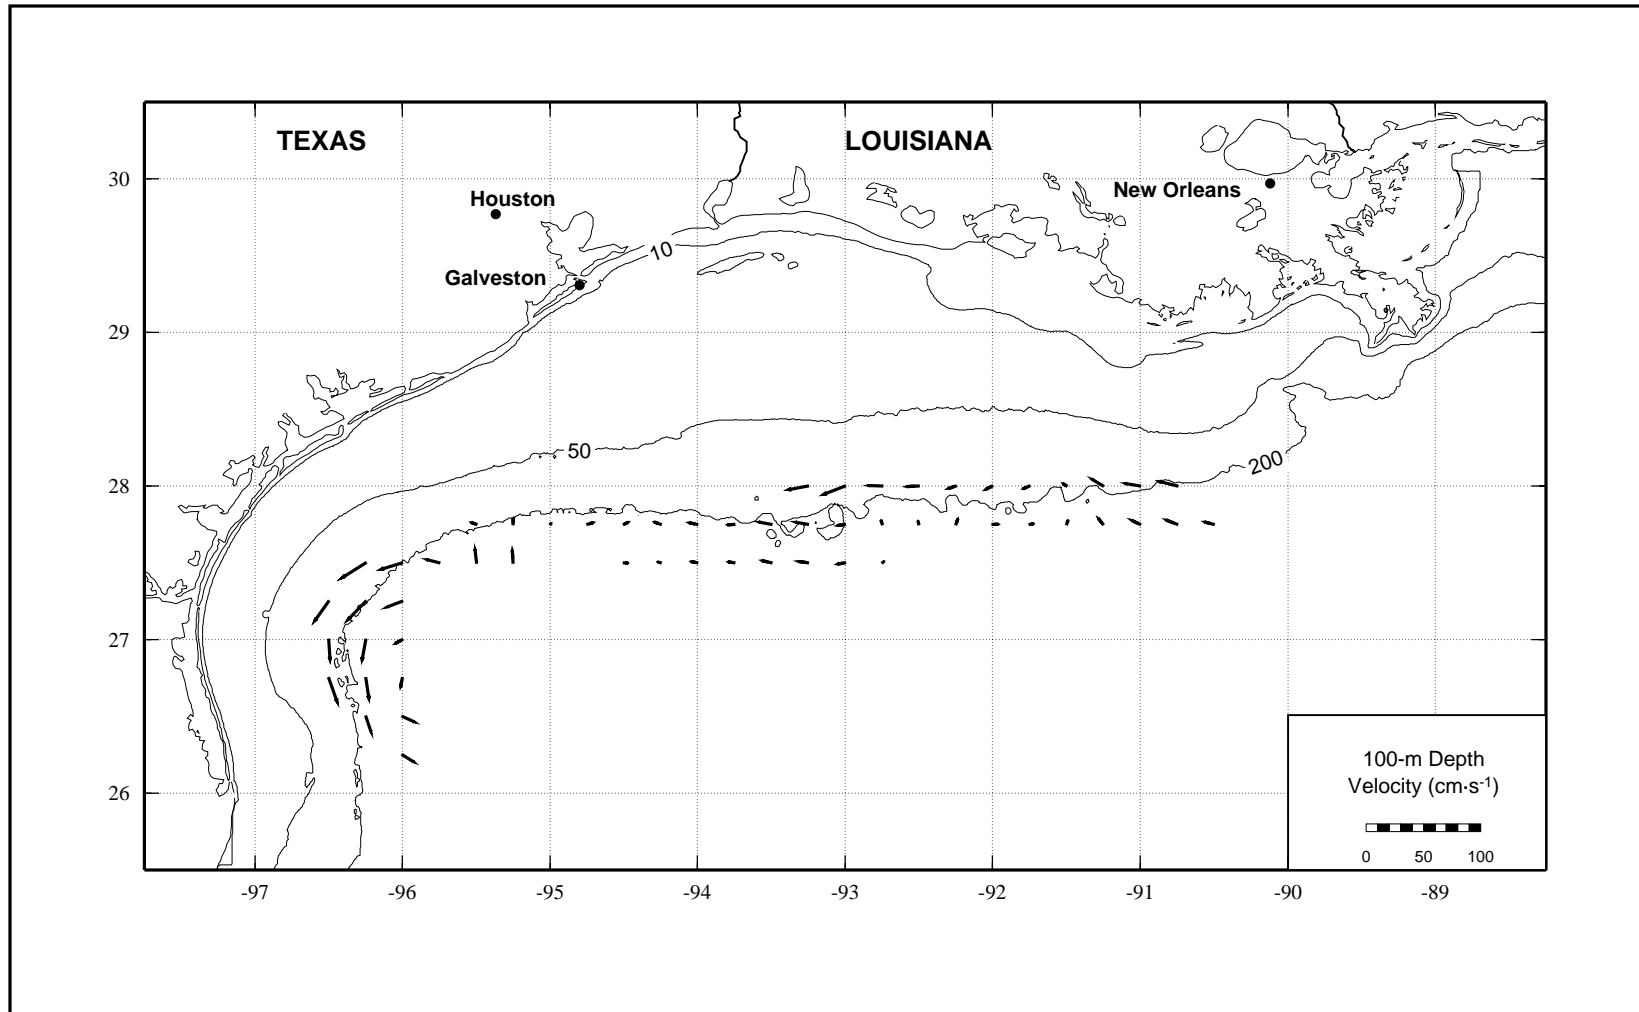 TEXAS
LOUISIANA
30
New Orleans
Houston
10
Galveston
29
50
200
28
27
100-m Depth
Velocity (cm·s-1)
26
0 50 100
-97 -96 -95 -94 -93 -92 -91 -90 -89